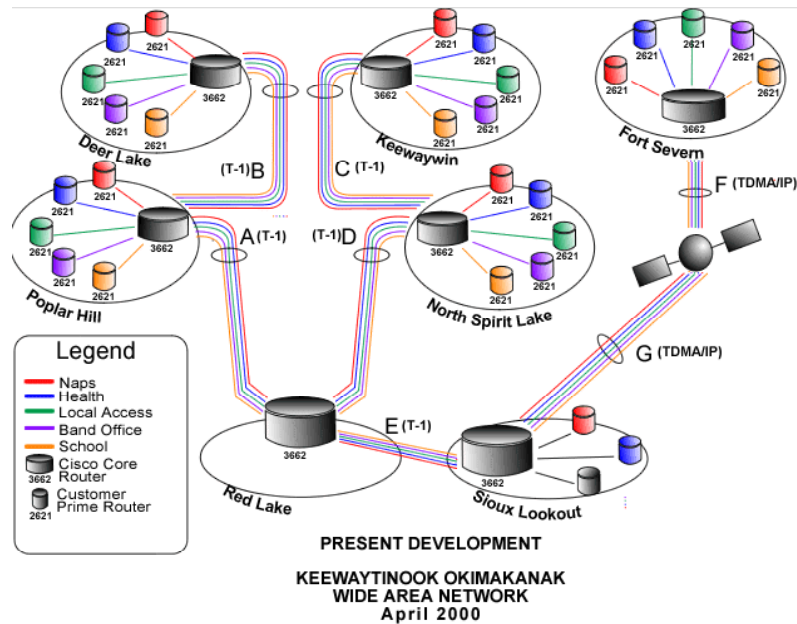 2621
2621
2621
2621
2621
3662
Deer Lake
2621
2621
2621
2621
2621
3662
Keewaywin
2621
2621
2621
2621
2621
3662
Fort Severn
(T-1)B
C (T-1)
F (TDMA/IP)
2621
2621
2621
2621
2621
3662
Poplar Hill
A (T-1)
(T-1)D
2621
2621
2621
2621
2621
3662
North Spirit Lake
G (TDMA/IP)
Legend
Naps
Health
Local Access
Band Office
School
Cisco Core
Router
3662
Customer
Prime Router
2621
3662
Red Lake
E (T-1)
3662
Sioux Lookout
PRESENT DEVELOPMENT
KEEWAYTINOOK OKIMAKANAK
WIDE AREA NETWORK
April 2000